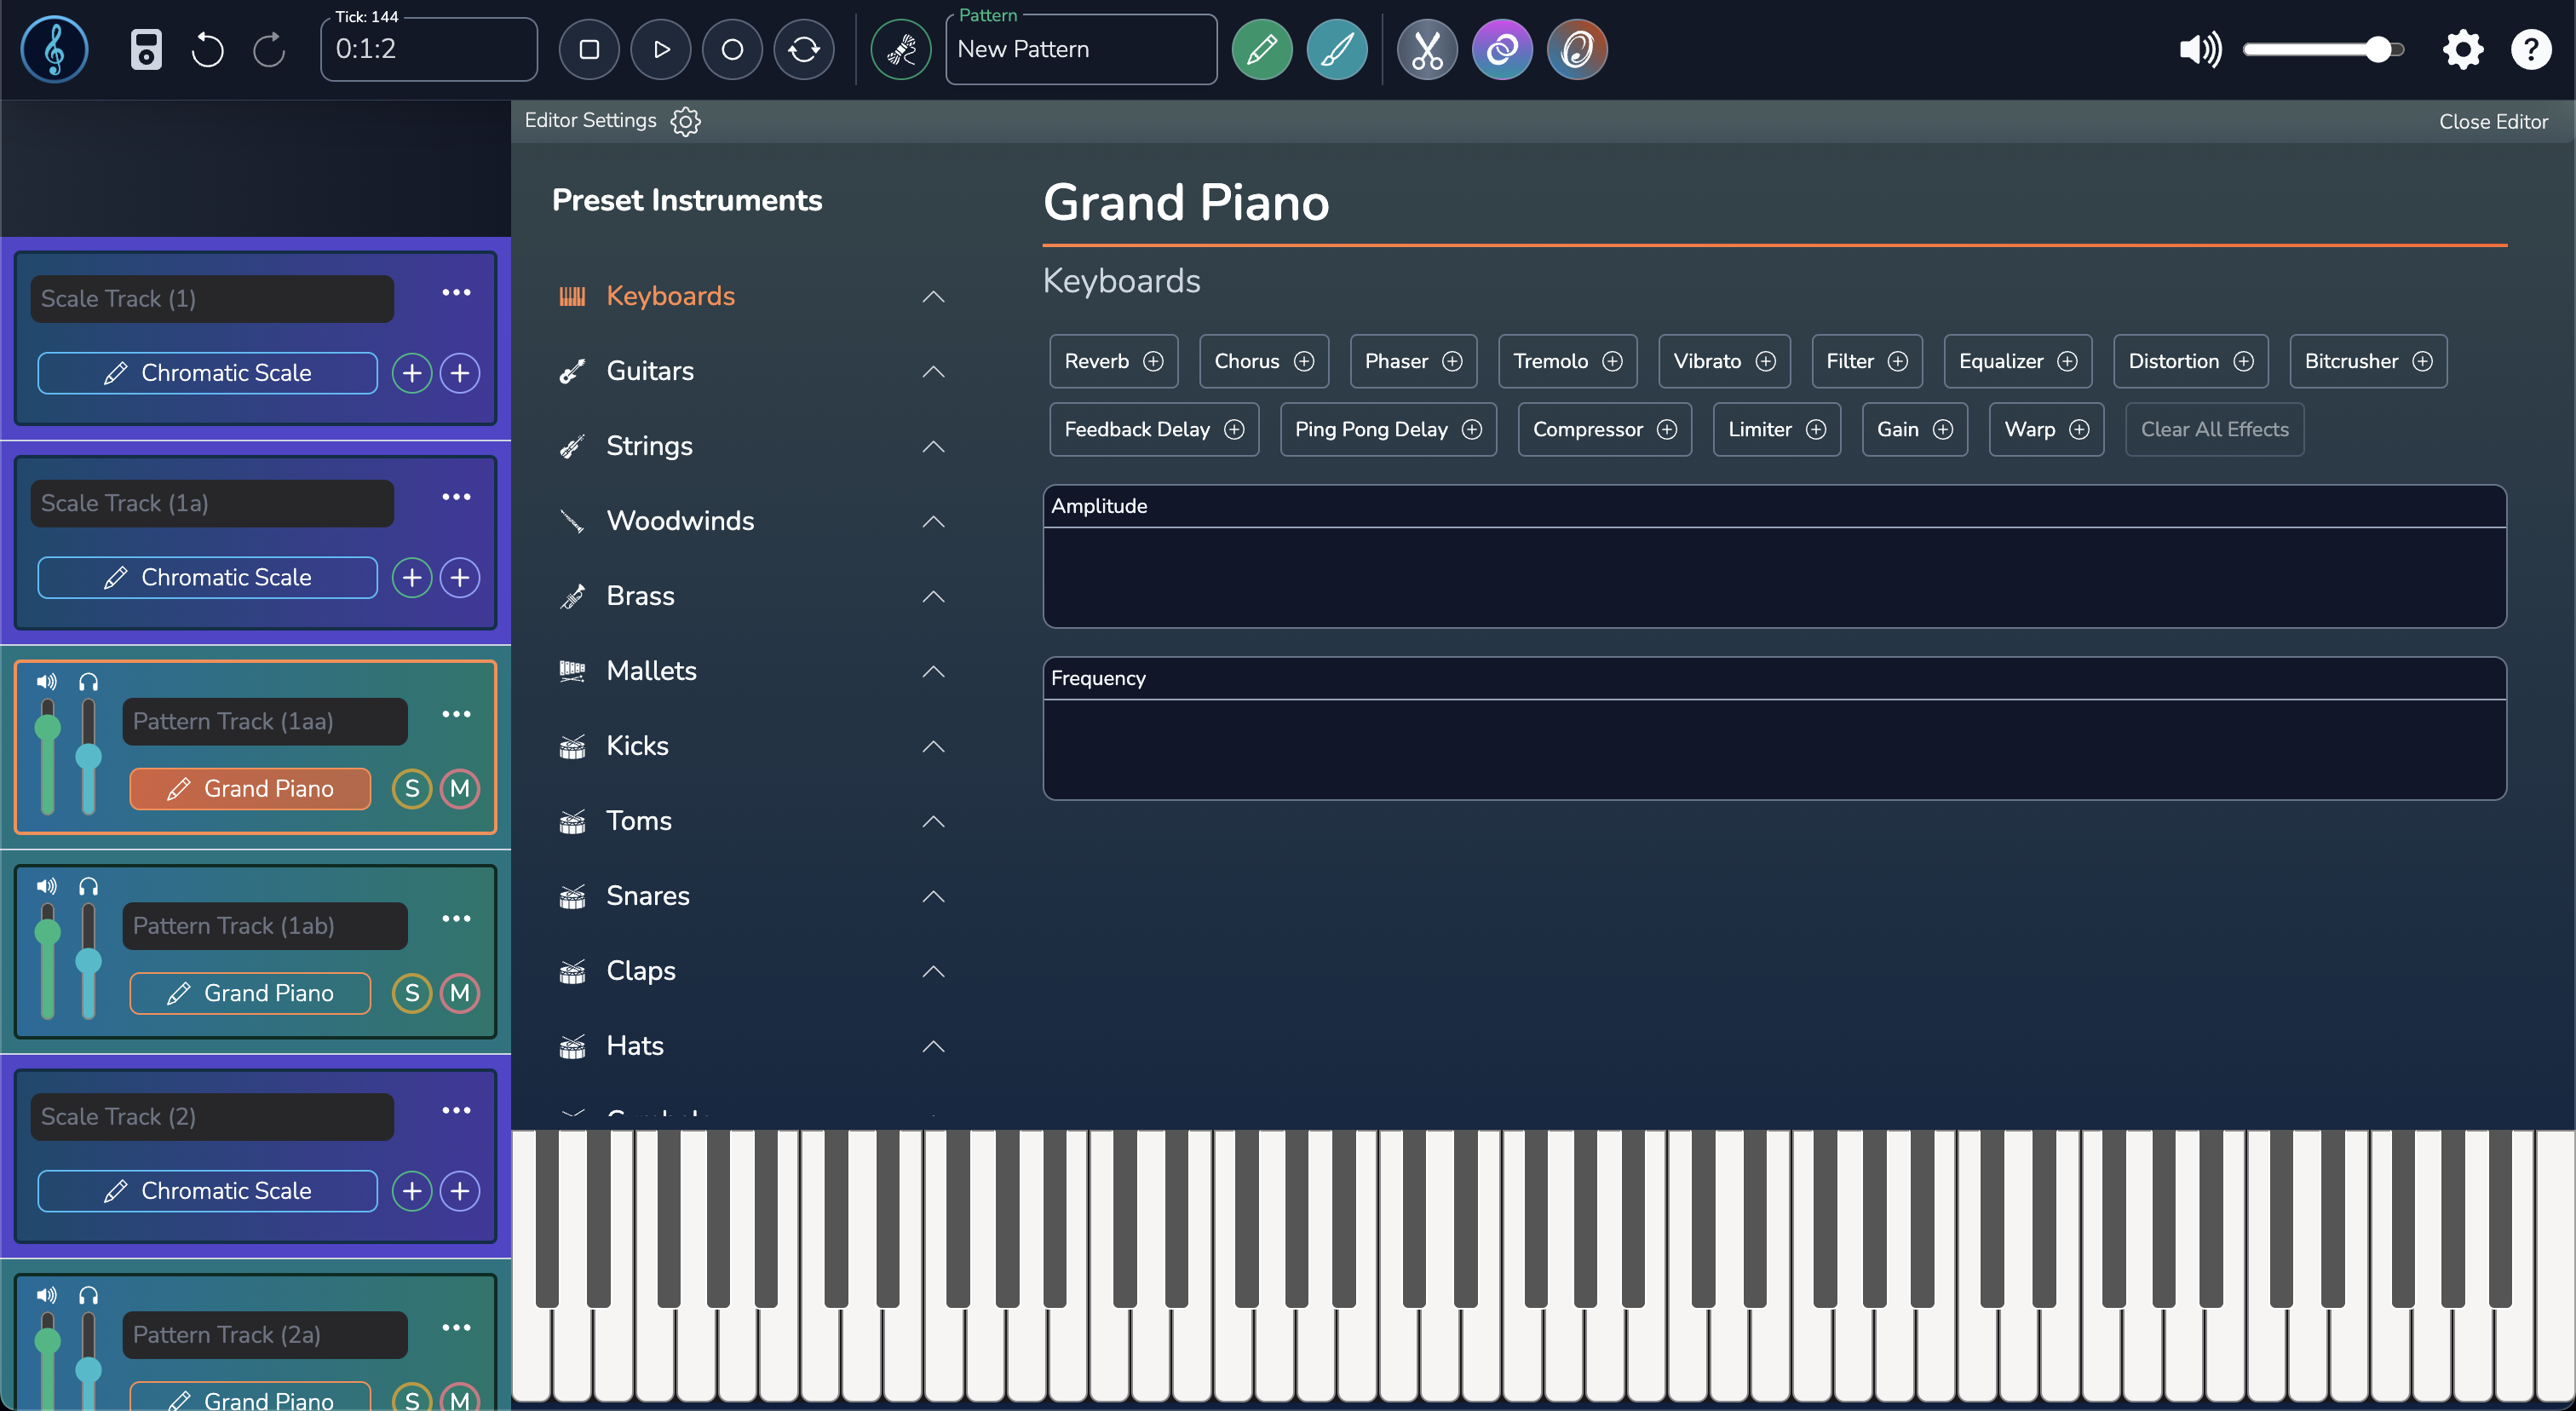 Tick: 144
0:1:2
Pattern
New Pattern
?
Editor Settings
Close Editor
Scale Track (1)
Chromatic Scale
Scale Track (1a)
Chromatic Scale
Pattern Track (1aa)
Grand Piano S M
Pattern Track (1ab)
Grand Piano S M
Scale Track (2)
Chromatic Scale
Pattern Track (2a)
Grand Piano S M
Preset Instruments
Keyboards
Guitars
Strings
Woodwinds
Brass
Mallets
Kicks
Toms
Snares
Claps
Hats
Grand Piano
Keyboards
Reverb Chorus Phaser Tremolo Vibrato Filter Equalizer Distortion Bitcrusher
Feedback Delay Ping Pong Delay Compressor Limiter Gain Warp Clear All Effects
Amplitude
Frequency